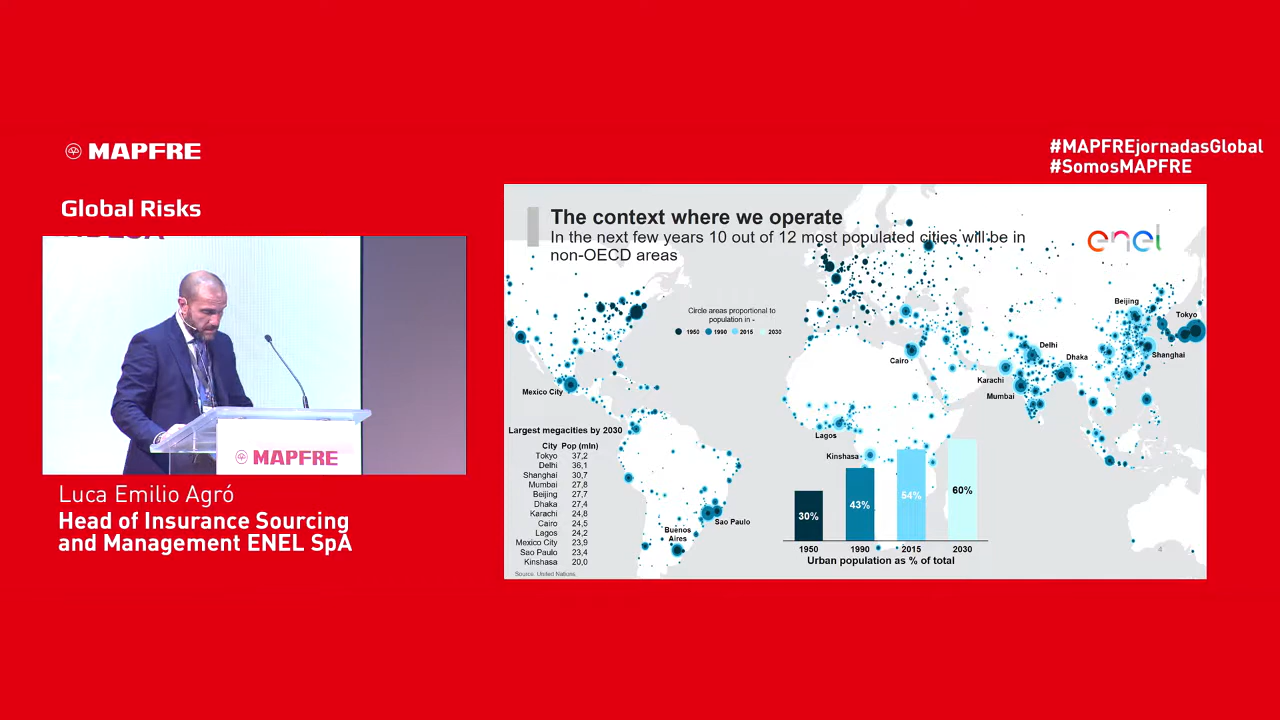 MAPFRE
#MAPFREjornadasGlobal
#SomosMAPFRE
Global Risks
MAPFRE
Luca Emilio Agró
Head of Insurance Sourcing
and Management ENEL SpA
The context where we operate
In the next few years 10 out of 12 most populated cities will be in
non-OECD areas
enel
Circle areas proportional to
population in -
1950 1990 2015 2030
Beijing
Tokyo
Delhi
Dhaka
Shanghai
Cairo
Karachi
Mumbai
Mexico City
Lagos
Kinshasa
Sao Paulo
Buenos
Aires
Largest megacities by 2030
City Pop (mln)
Tokyo 37,2
Delhi 36,1
Shanghai 30,7
Mumbai 27,8
Beijing 27,7
Dhaka 27,4
Karachi 24,8
Cairo 24,5
Lagos 24,2
Mexico City 23,9
Sao Paulo 23,4
Kinshasa 20,0
Source: United Nations
30% 43% 54% 60%
1950 1990 2015 2030
Urban population as % of total
4